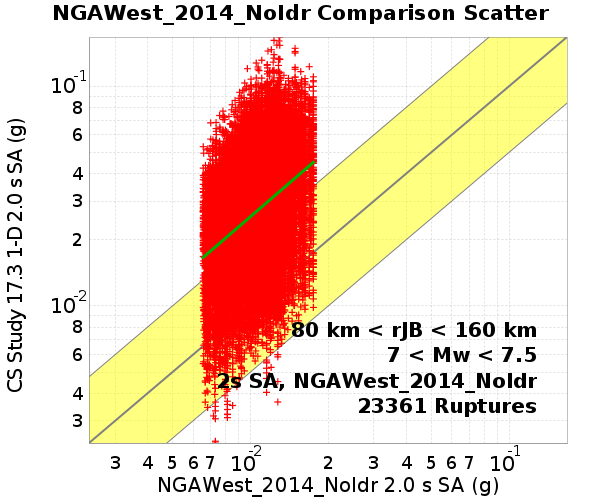 NGAWest_2014_NoIdr Comparison Scatter
CS Study 17.3 1-D 2.0 s SA (g)
10-1
8
6
4
3
2
10-2
8
6
4
3
80 km < rJB < 160 km
7 < Mw < 7.5
2s SA, NGAWest_2014_NoIdr
23361 Ruptures
3 4 5 6 7 10-2 2 3 4 5 6 7 10-1
NGAWest_2014_NoIdr 2.0 s SA (g)